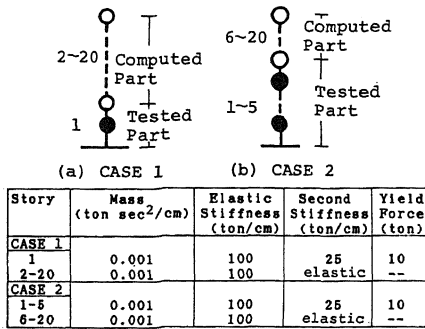 2~20 Computed
Part
1 Tested
Part
(a) CASE 1
6~20 Computed
Part
1~5 Tested
Part
(b) CASE 2
Story Mass Elastic Second Yield
(ton sec²/cm) Stiffness Stiffness Force
(ton/cm) (ton/cm) (ton)
CASE 1
1 0.001 100 25 10
2-20 0.001 100 elastic --
CASE 2
1-5 0.001 100 25 10
6-20 0.001 100 elastic --